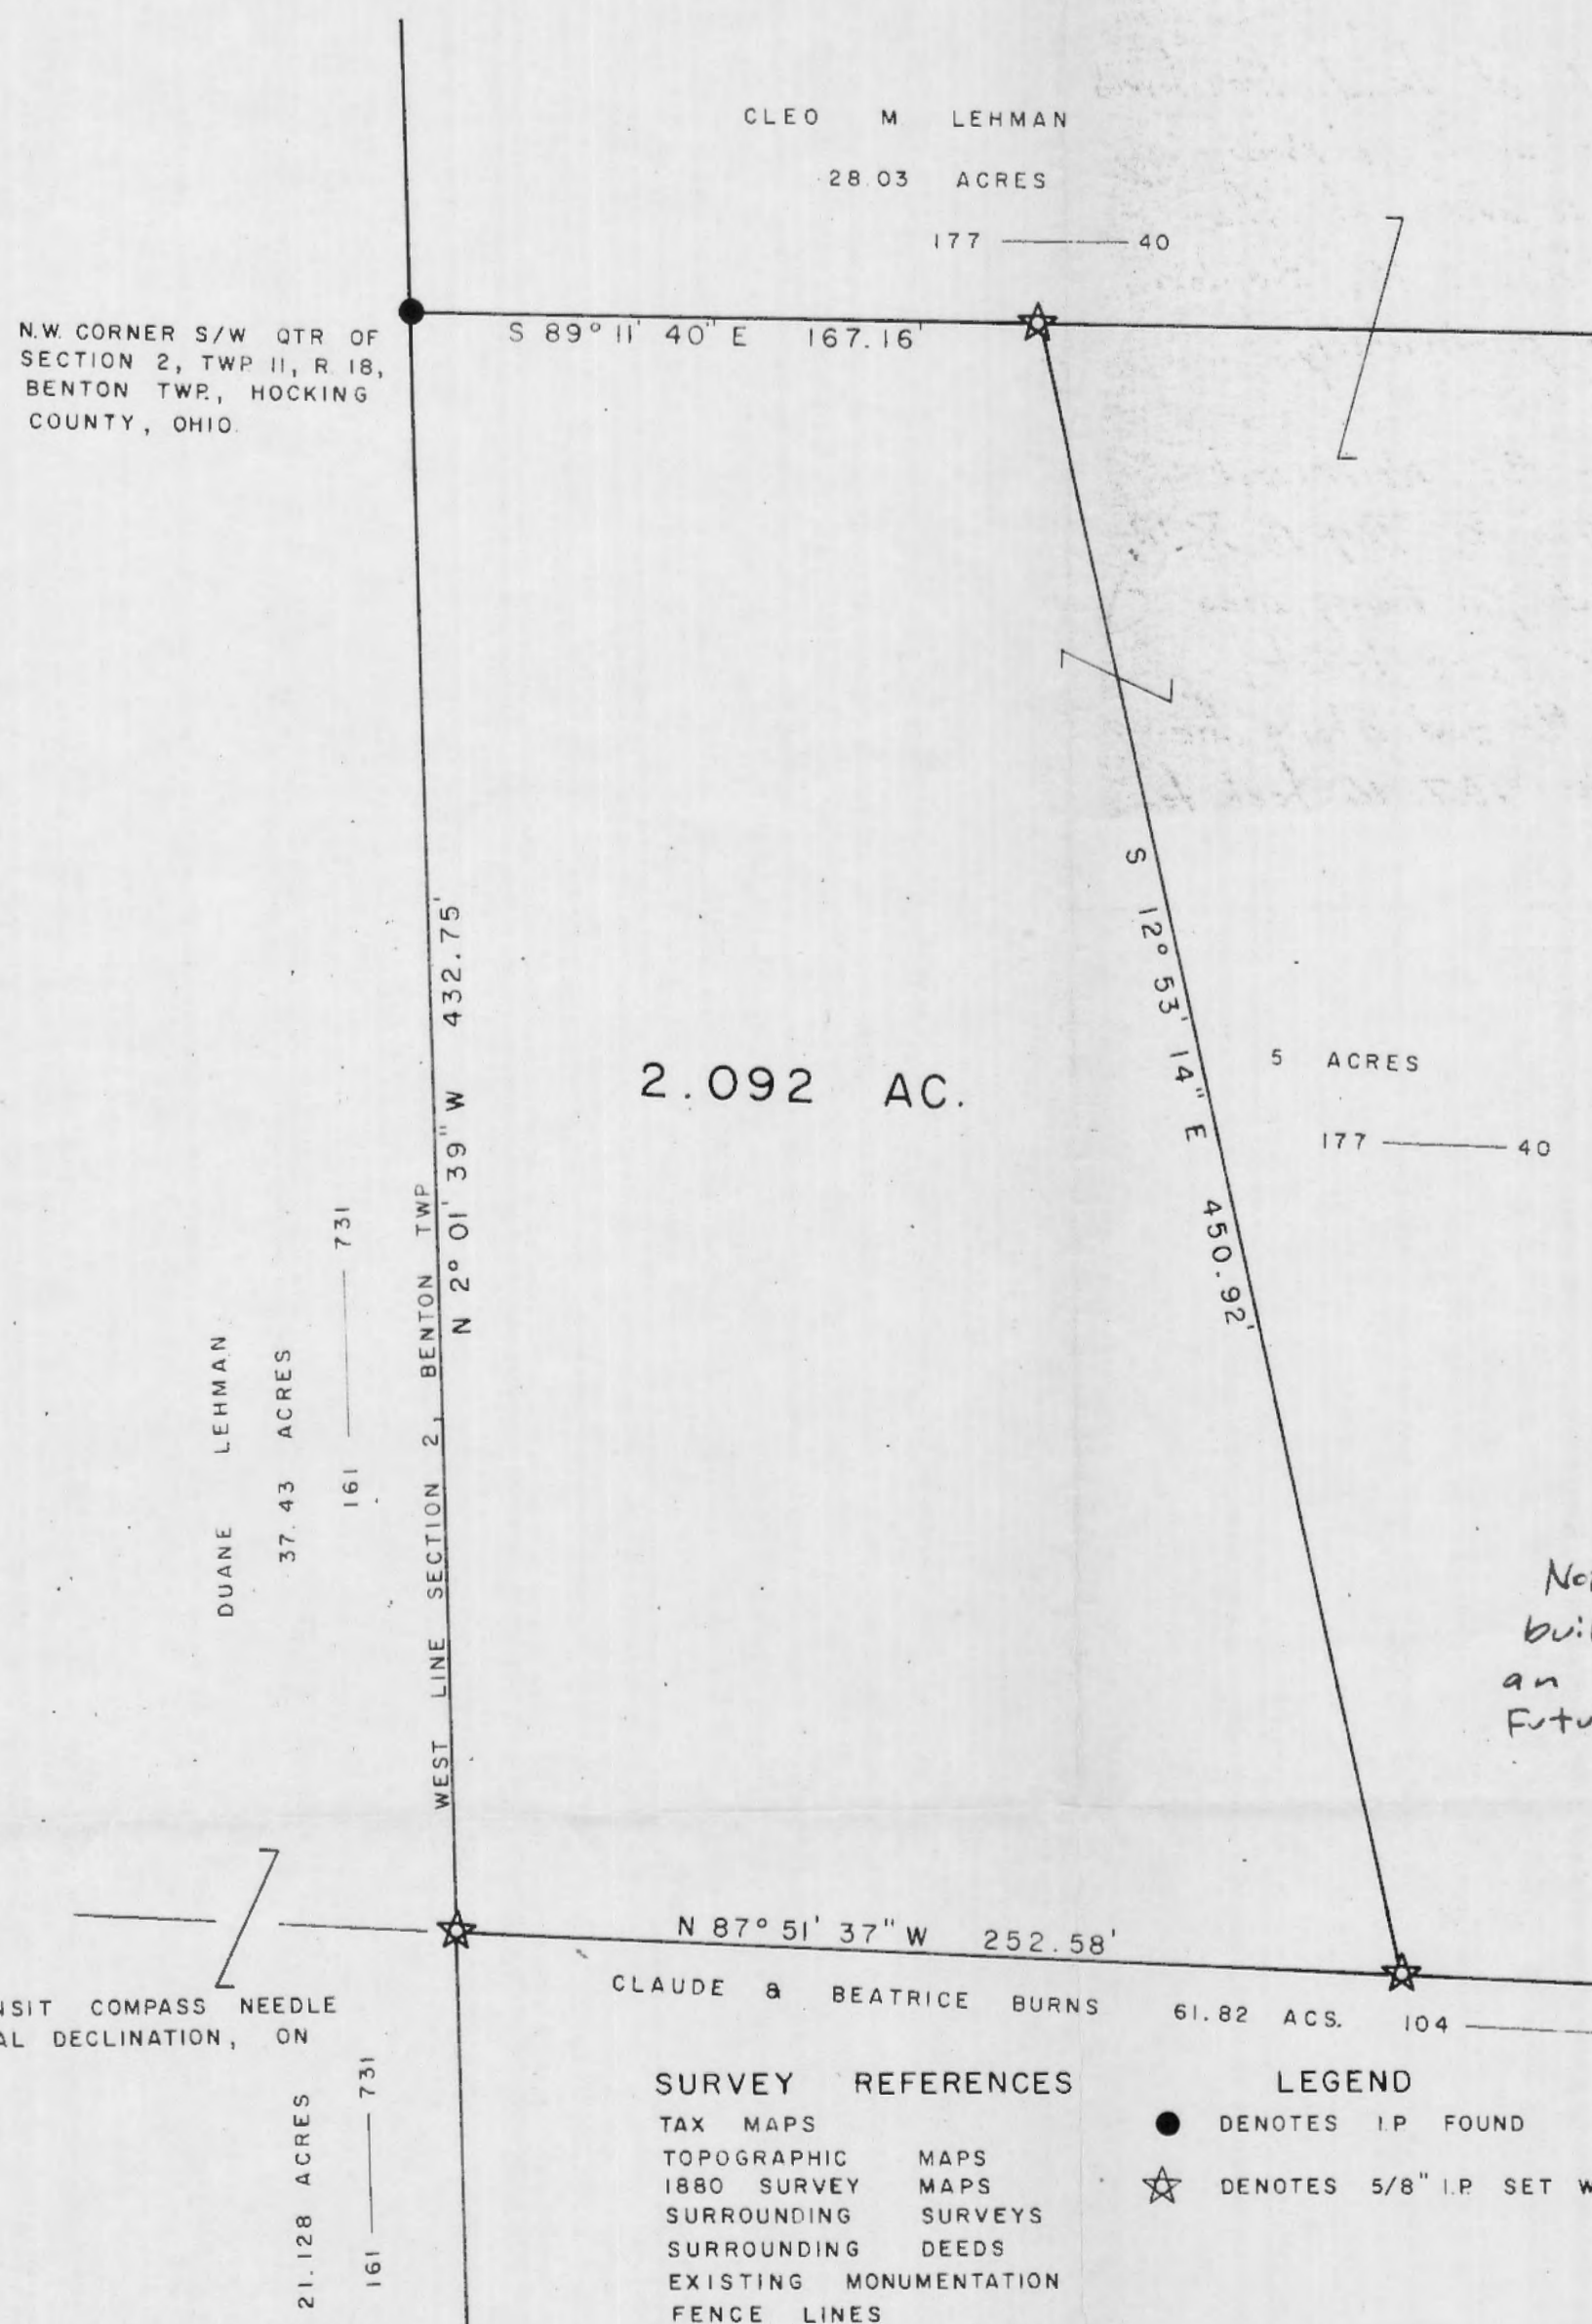 CLEO M LEHMAN
28.03 ACRES
177 40
N.W. CORNER S/W QTR OF
SECTION 2, TWP 11, R 18,
BENTON TWP., HOCKING
COUNTY, OHIO.
S 89° 11' 40" E 167.16'
S 12° 53' 14" E 450.92'
N 2° 01' 39" W 432.75'
WEST LINE SECTION 2, BENTON TWP
2.092 AC.
5 ACRES
177 40
DUANE LEHMAN
37.43 ACRES
161 731
an
N 87° 51' 37" W 252.58'
CLAUDE & BEATRICE BURNS 61.82 ACS. 104
NSIT COMPASS NEEDLE
AL DECLINATION, ON
21.128 ACRES
161 731
SURVEY REFERENCES
TAX MAPS
TOPOGRAPHIC MAPS
1880 SURVEY MAPS
SURROUNDING SURVEYS
SURROUNDING DEEDS
EXISTING MONUMENTATION
FENCE LINES
LEGEND
DENOTES I.P FOUND
DENOTES 5/8" I.P. SET W